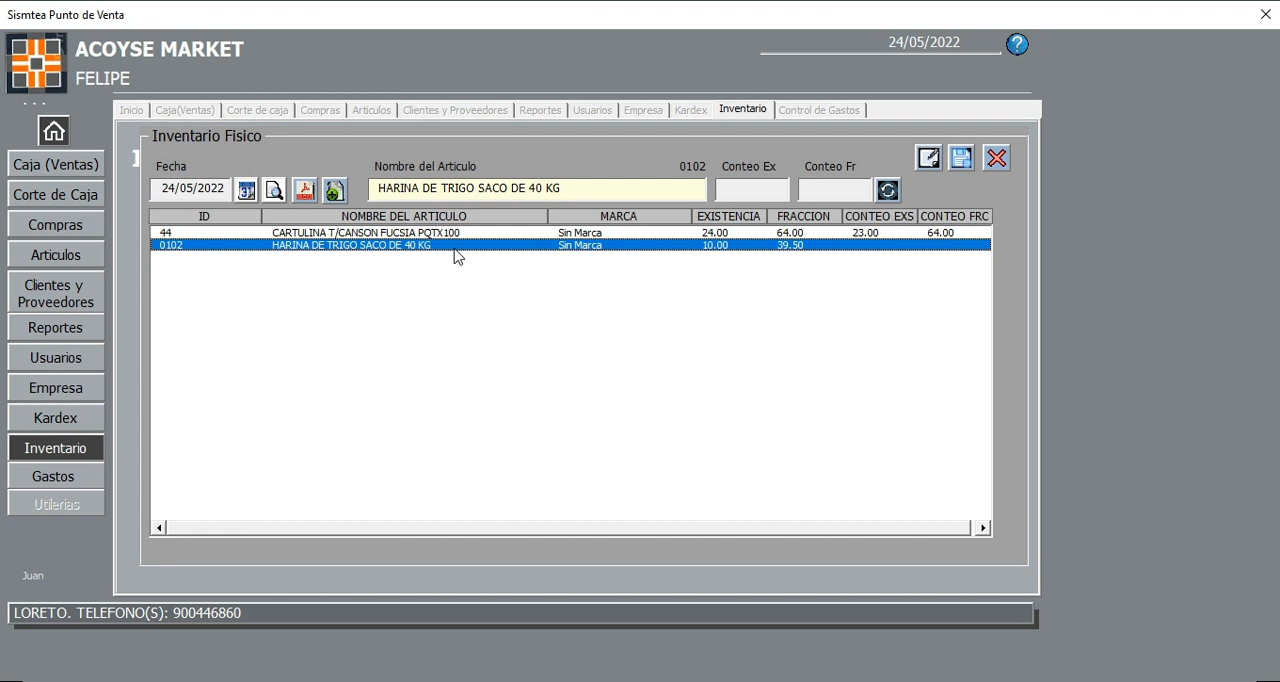 Sismtea Punto de Venta
ACOYSE MARKET
FELIPE
24/05/2022
?
Inicio Caja(Ventas) Corte de caja Compras Articulos Clientes y Proveedores Reportes Usuarios Empresa Kardex Inventario Control de Gastos
Caja (Ventas)
Corte de Caja
Compras
Articulos
Clientes y
Proveedores
Reportes
Usuarios
Empresa
Kardex
Inventario
Gastos
Utilerias
Juan
Inventario Fisico
Fecha Nombre del Articulo 0102 Conteo Ex Conteo Fr
24/05/2022 HARINA DE TRIGO SACO DE 40 KG
ID NOMBRE DEL ARTICULO MARCA EXISTENCIA FRACCION CONTEO EXS CONTEO FRC
44 CARTULINA T/CANSON FUCSIA PQTX100 Sin Marca 24.00 64.00 23.00 64.00
0102 HARINA DE TRIGO SACO DE 40 KG Sin Marca 10.00 39.50
LORETO. TELEFONO(S): 900446860